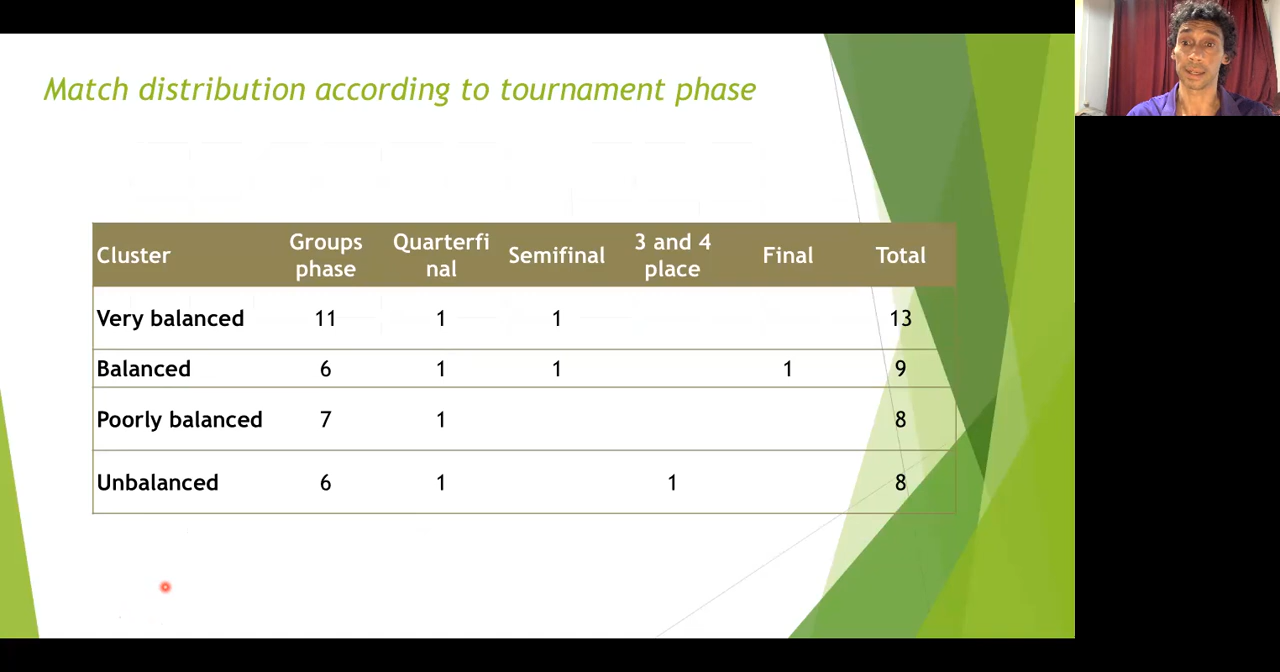 Match distribution according to tournament phase
Cluster Groups phase Quarterfi nal Semifinal 3 and 4 place Final Total
Very balanced 11 1 1 13
Balanced 6 1 1 1 9
Poorly balanced 7 1 8
Unbalanced 6 1 1 8